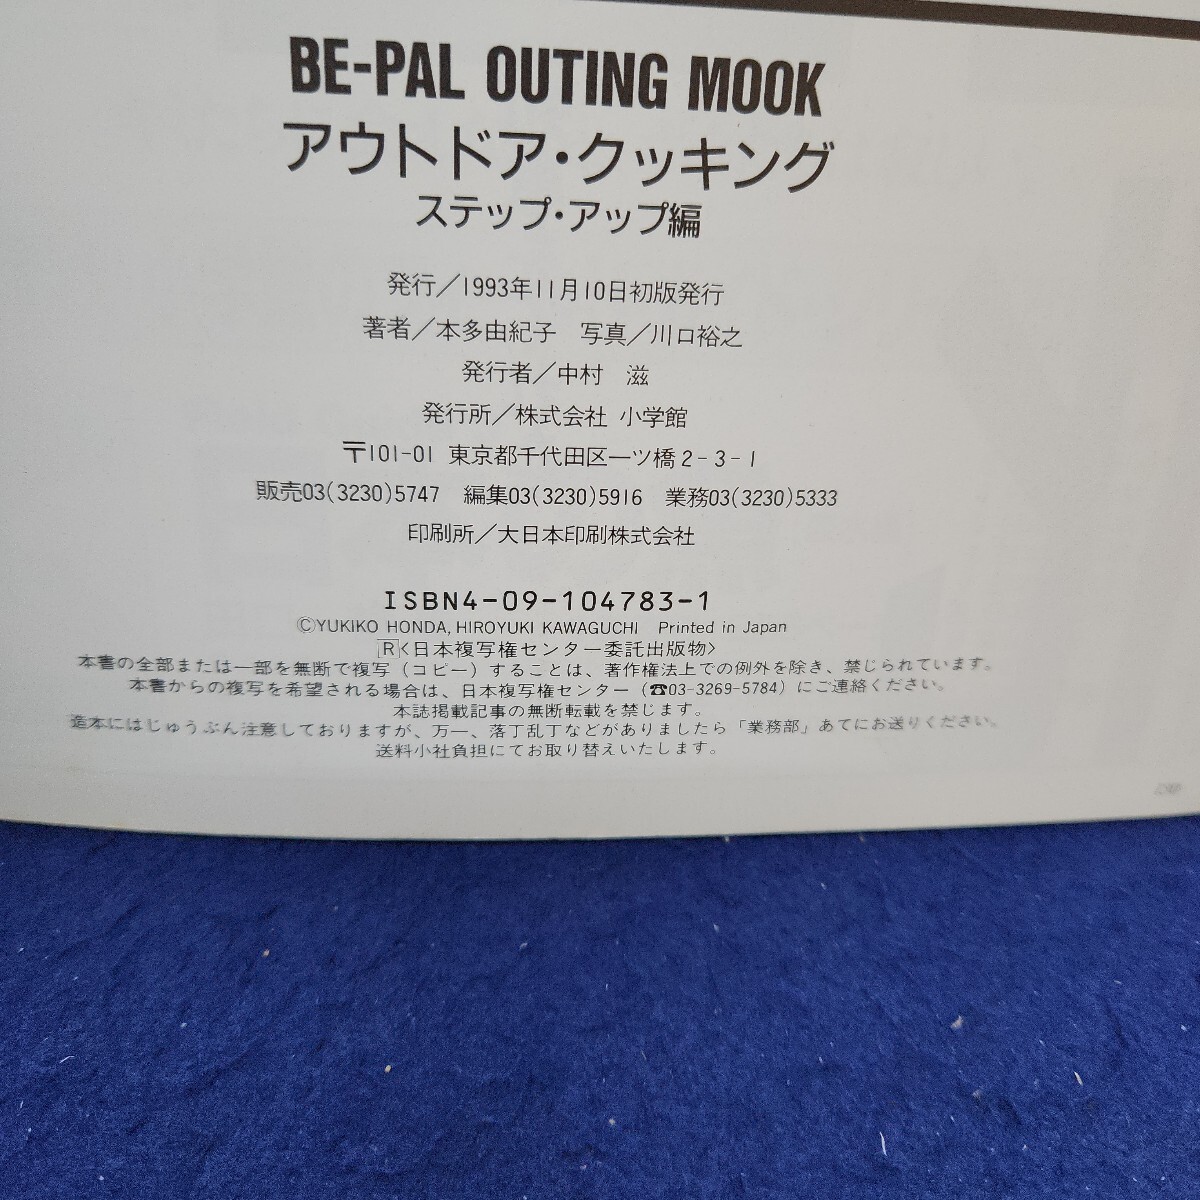 BE-PAL OUTING MOOK
アウトドア・クッキング
ステップ・アップ編
発行／1993年11月10日初版発行
著者／本多由紀子　写真／川口裕之
発行者／中村　滋
発行所／株式会社 小学館
〒101-01 東京都千代田区一ツ橋2-3-1
販売03(3230)5747　編集03(3230)5916　業務03(3230)5333
印刷所／大日本印刷株式会社
ISBN4-09-104783-1
©YUKIKO HONDA, HIROYUKI KAWAGUCHI　Printed in Japan
R<日本複写権センター委託出版物>
本書の全部または一部を無断で複写（コピー）することは、著作権法上での例外を除き、禁じられています。
本書からの複写を希望される場合は、日本複写権センター（☎03-3269-5784）にご連絡ください。
本誌掲載記事の無断転載を禁じます。
造本にはじゅうぶん注意しておりますが、万一、落丁乱丁などがありましたら「業務部」あてにお送りください。
送料小社負担にてお取り替えいたします。